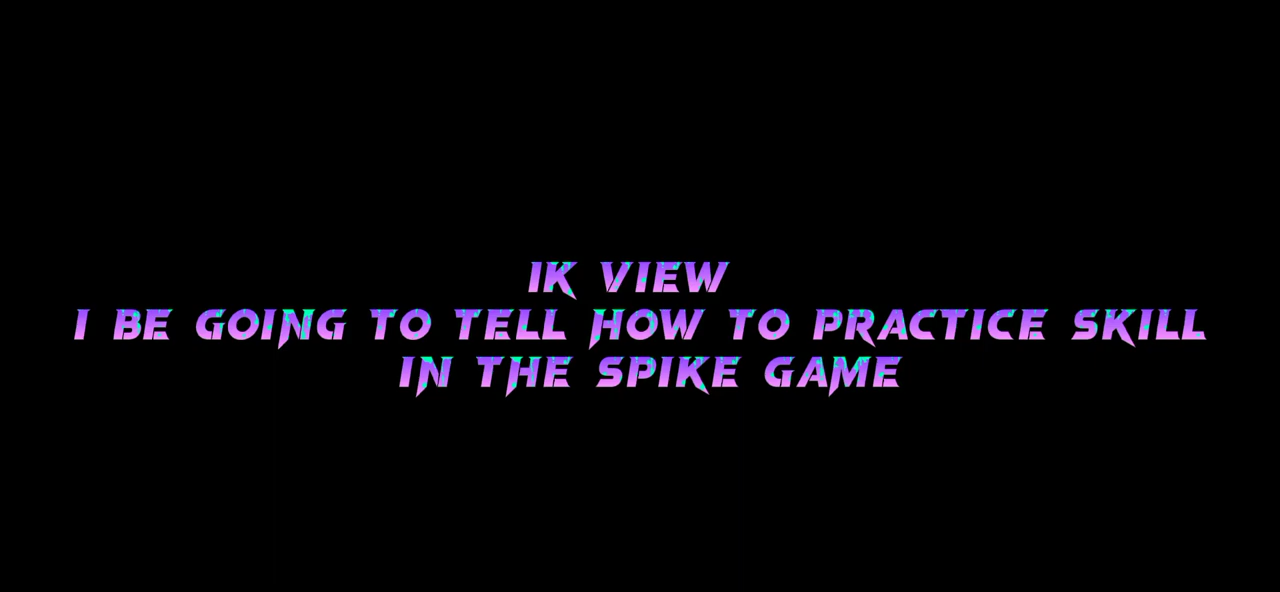 IK VIEW
I BE GOING TO TELL HOW TO PRACTICE SKILL
IN THE SPIKE GAME